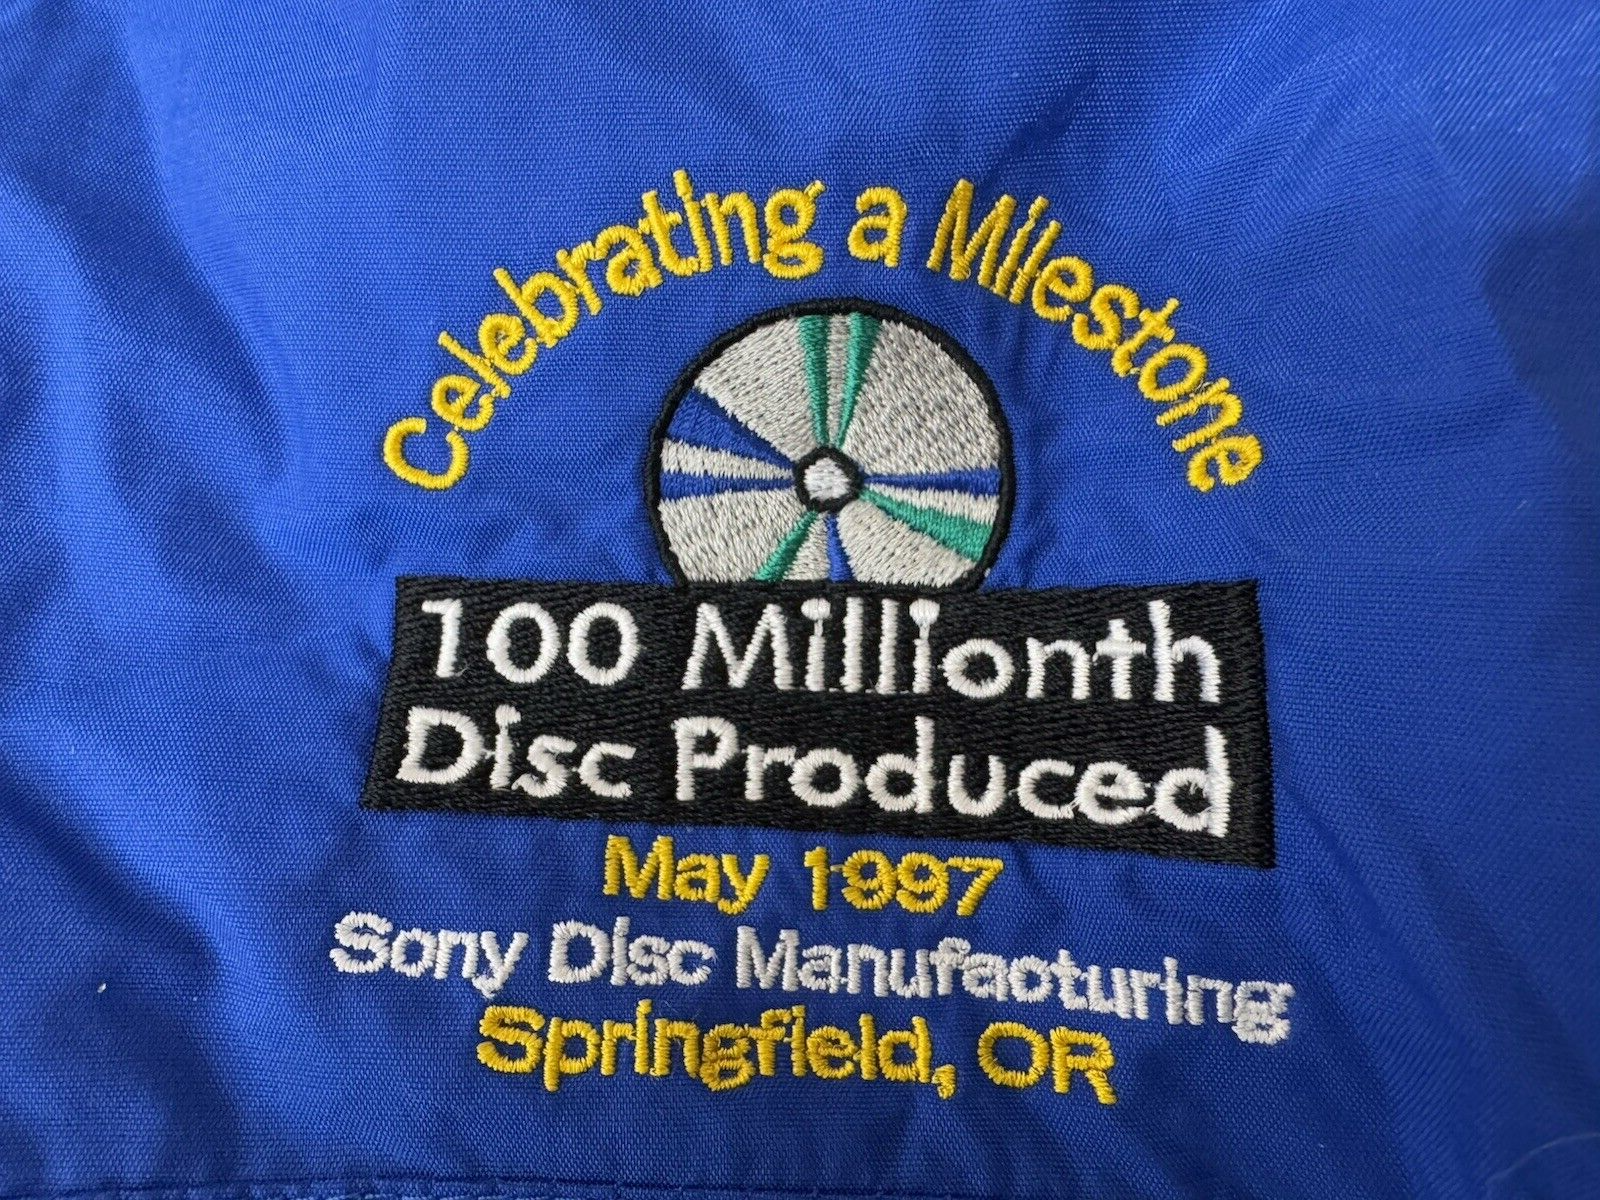 Celebrating a Milestone
100 Millionth
Disc Produced
May 1997
Sony Disc Manufacturing
Springfield, OR